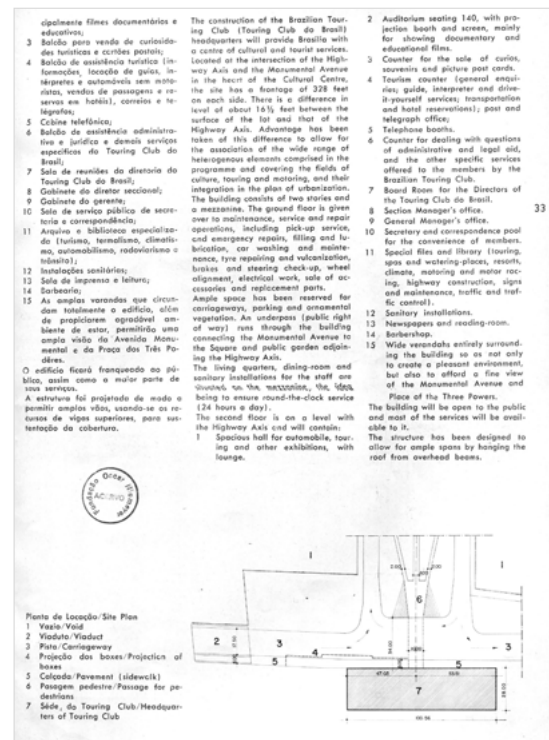 cipalmente filmes documentários e
educativos;
3 Balcão para venda de curiosida-
des turísticas e cartões postais;
4 Balcão de assistência turística (in-
formações, locação de guias, in-
térpretes e automóveis sem moto-
ristas, vendas de passagens e re-
servas em hotéis), correios e te-
légrafos;
5 Cabine telefônica;
6 Balcão de assistência administra-
tiva e jurídica e demais serviços
específicos do Touring Club do
Brasil;
7 Sala de reuniões da diretoria do
Touring Club do Brasil;
8 Gabinete do diretor seccional;
9 Gabinete do gerente;
10 Sala de serviço público de secre-
taria e correspondência;
11 Arquivo e biblioteca especializa-
da (turismo, termalismo, climatis-
mo, automobilismo, rodoviarismo e
trânsito);
12 Instalações sanitárias;
13 Sala de imprensa e leitura;
14 Barbearia;
15 As amplas varandas que circun-
dam totalmente o edifício, além
de propiciarem agradável am-
biente de estar, permitirão uma
ampla visão da Avenida Monu-
mental e da Praça dos Três Po-
dêres.
O edifício ficará franqueado ao pú-
blico, assim como a maior parte de
seus serviços.
A estrutura foi projetada de modo a
permitir amplos vãos, usando-se os re-
cursos de vigas superiores, para sus-
tentação da cobertura.
The construction of the Brazilian Tour-
ing Club (Touring Club do Brasil)
headquarters will provide Brasília with
a centre of cultural and tourist services.
Located at the intersection of the High-
way Axis and the Monumental Avenue
in the heart of the Cultural Centre,
the site has a frontage of 328 feet
on each side. There is a difference in
level of about 16½ feet between the
surface of the lot and that of the
Highway Axis. Advantage has been
taken of this difference to allow for
the association of the wide range of
heterogenous elements comprised in the
programme and covering the fields of
culture, touring and motoring, and their
integration in the plan of urbanization.
The building consists of two stories and
a mezzanine. The ground floor is given
over to maintenance, service and repair
operations, including pick-up service,
and emergency repairs, filling and lu-
brication, car washing and mainte-
nance, tyre repairing and vulcanization,
brakes and steering check-up, wheel
alignment, electrical work, sale of ac-
cessories and replacement parts.
Ample space has been reserved for
carriageways, parking and ornamental
vegetation. An underpass (public right
of way) runs through the building
connecting the Monumental Avenue to
the Square and public garden adjoin-
ing the Highway Axis.
The living quarters, dining-room and
sanitary installations for the staff are
situated on the mezzanine, the idea
being to ensure round-the-clock service
(24 hours a day).
The second floor is on a level with
the Highway Axis and will contain:
1 Spacious hall for automobile, tour-
ing and other exhibitions, with
lounge.
2 Auditorium seating 140, with pro-
jection booth and screen, mainly
for showing documentary and
educational films.
3 Counter for the sale of curios,
souvenirs and picture post cards.
4 Tourism counter (general enqui-
ries; guide, interpreter and drive-
it-yourself services; transportation
and hotel reservations); post and
telegraph office;
5 Telephone booths.
6 Counter for dealing with questions
of administrative and legal aid,
and the other specific services
offered to the members by the
Brazilian Touring Club.
7 Board Room for the Directors of
the Touring Club do Brasil.
8 Section Manager's office.
9 General Manager's office.
10 Secretary and correspondence pool
for the convenience of members.
11 Special files and library (touring,
spas and watering-places, resorts,
climate, motoring and motor rac-
ing, highway construction, signs
and maintenance, traffic and traf-
fic control).
12 Sanitary installations.
13 Newspapers and reading-room.
14 Barbershop.
15 Wide verandahs entirely surround-
ing the building so as not only
to create a pleasant environment,
but also to afford a fine view
of the Monumental Avenue and
Place of the Three Powers.
The building will be open to the public
and most of the services will be avail-
able to it.
The structure has been designed to
allow for ample spans by hanging the
roof from overhead beams.
33
Fundação Oscar Niemeyer
ACERVO
Planta de Locação/Site Plan
1 Vazio/Void
2 Viaduto/Viaduct
3 Pista/Carriageway
4 Projeção dos boxes/Projection of
boxes
5 Calçada/Pavement (sidewalk)
6 Pasagem pedestre/Passage for pe-
destrians
7 Séde, do Touring Club/Headquar-
ters of Touring Club
1
1
6
2
3
4
5
5
3
7